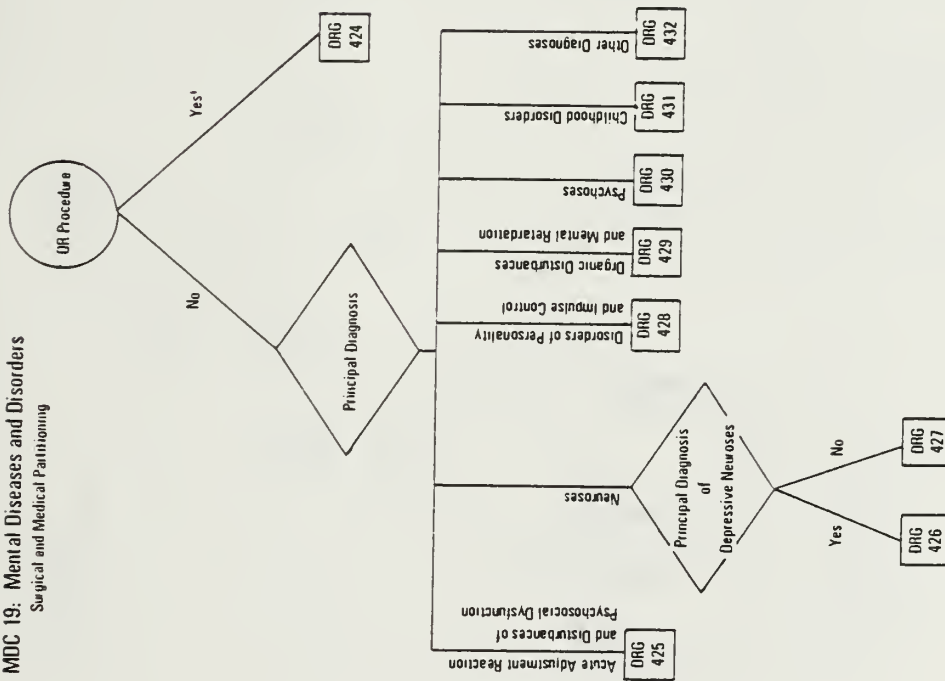 MDC 19: Mental Diseases and Disorders
Surgical and Medical Partitioning
OR Procedure
Yes¹
No
DRG
424
Principal Diagnosis
Acute Adjustment Reaction
and Disturbances of
Psychosocial Dysfunction
DRG
425
Neuroses
Principal Diagnosis
of
Depressive Neuroses
Yes
No
DRG
426
DRG
427
Disorders of Personality
and Impulse Control
DRG
428
Organic Disturbances
and Mental Retardation
DRG
429
Psychoses
DRG
430
Childhood Disorders
DRG
431
Other Diagnoses
DRG
432